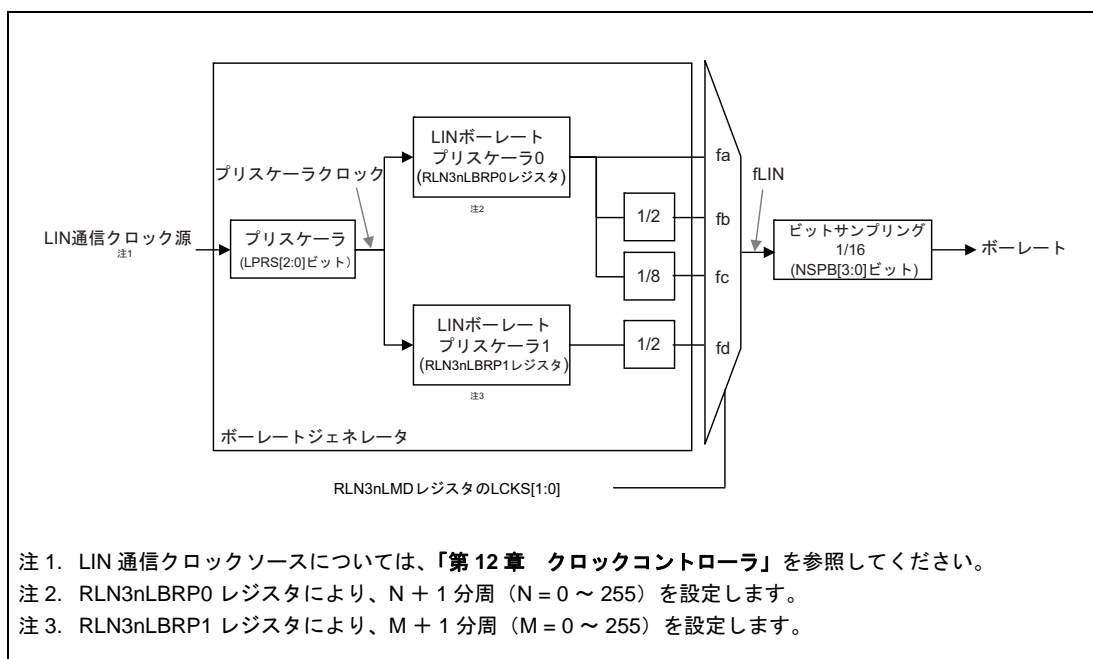 LINボーレート
プリスケーラ0
(RLN3nLBRP0レジスタ)
注2
プリスケーラクロック
LIN通信クロック源
注1
プリスケーラ
(LPRS[2:0]ビット)
1/2
1/8
LINボーレート
プリスケーラ1
(RLN3nLBRP1レジスタ)
注3
1/2
fa
fb
fc
fd
fLIN
ビットサンプリング
1/16
(NSPB[3:0]ビット)
ボーレート
ボーレートジェネレータ
RLN3nLMDレジスタのLCKS[1:0]
注 1. LIN 通信クロックソースについては、「第 12 章 クロックコントローラ」を参照してください。
注 2. RLN3nLBRP0 レジスタにより、N + 1 分周（N = 0 ～ 255）を設定します。
注 3. RLN3nLBRP1 レジスタにより、M + 1 分周（M = 0 ～ 255）を設定します。